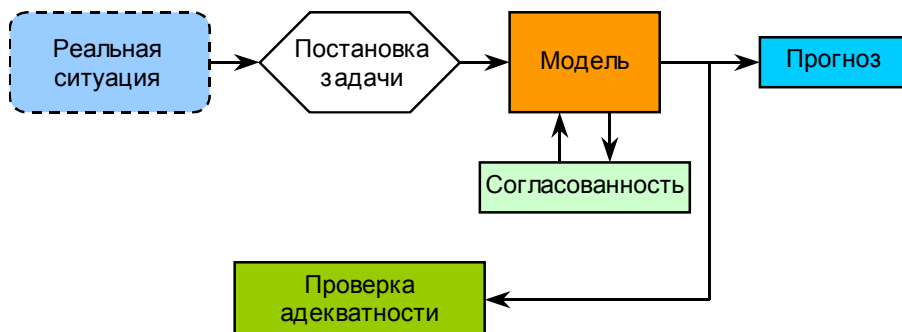 Реальная
ситуация
Постановка
задачи
Модель
Прогноз
Согласованность
Проверка
адекватности